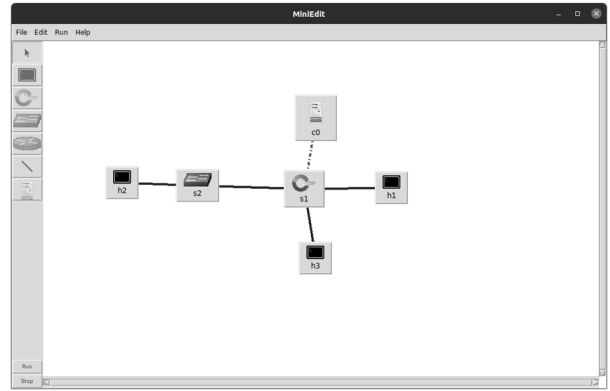 MiniEdit
File Edit Run Help
c0
h2
s2
s1
h1
h3
Run
Stop